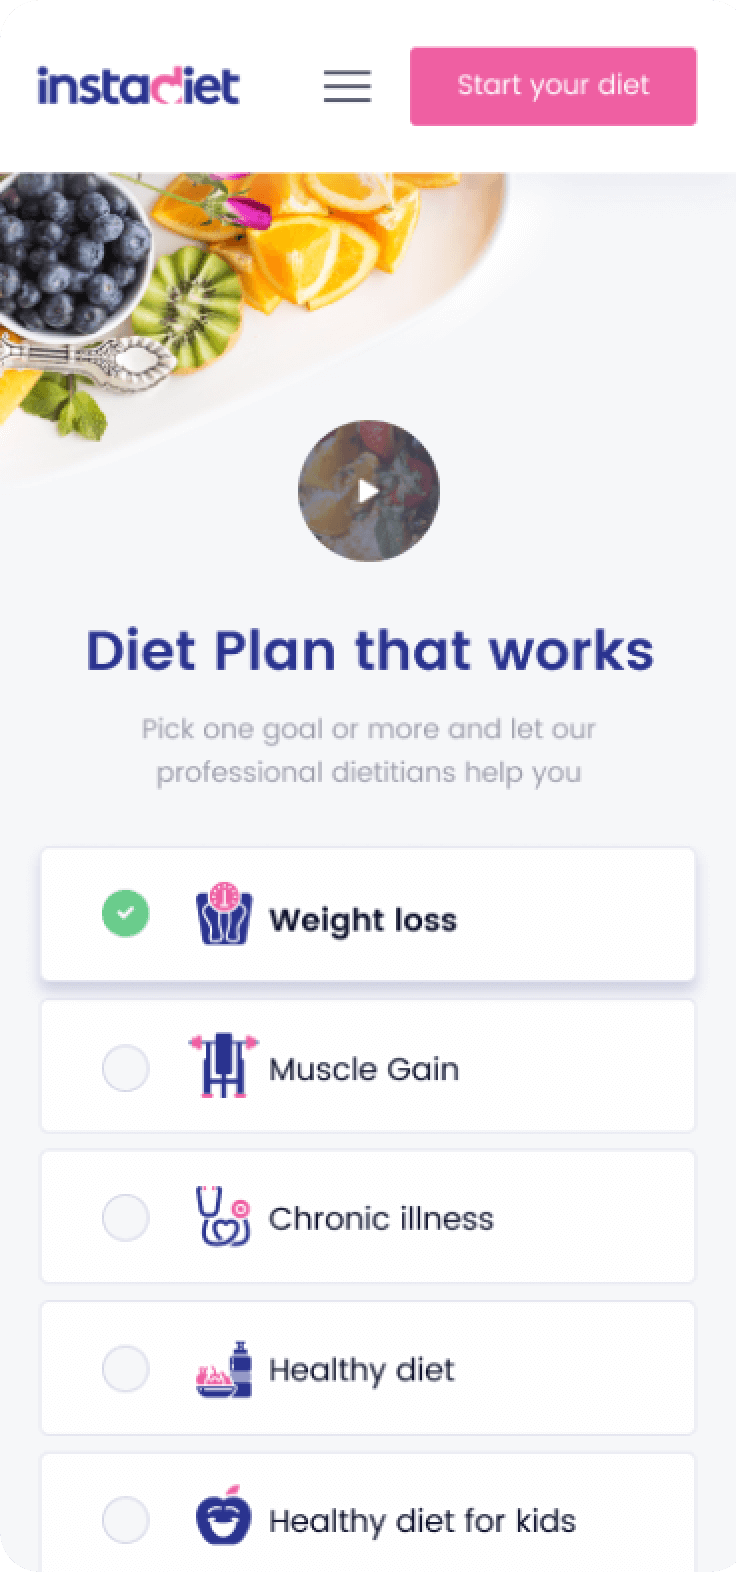 instadiet
Start your diet
Diet Plan that works
Pick one goal or more and let our
professional dietitians help you
Weight loss
Muscle Gain
Chronic illness
Healthy diet
Healthy diet for kids